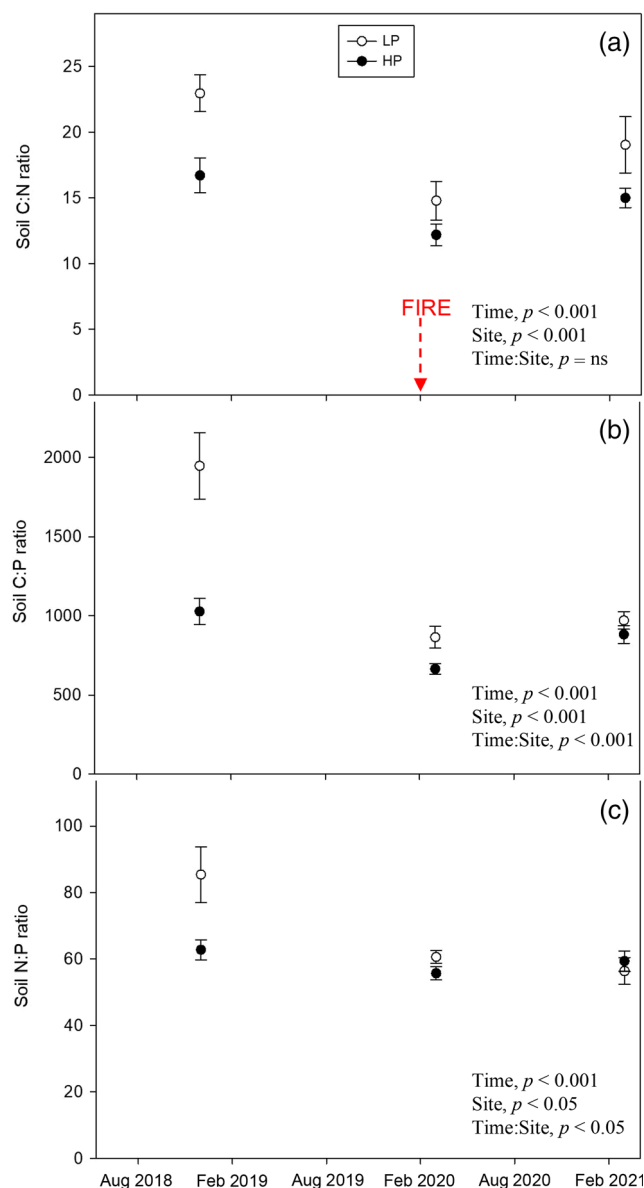 LP
HP
(a)
25
20
15
10
5
0
Soil C:N ratio
FIRE
Time, p < 0.001
Site, p < 0.001
Time:Site, p = ns
(b)
2000
1500
1000
500
0
Soil C:P ratio
Time, p < 0.001
Site, p < 0.001
Time:Site, p < 0.001
(c)
100
80
60
40
20
0
Soil N:P ratio
Time, p < 0.001
Site, p < 0.05
Time:Site, p < 0.05
Aug 2018 Feb 2019 Aug 2019 Feb 2020 Aug 2020 Feb 2021